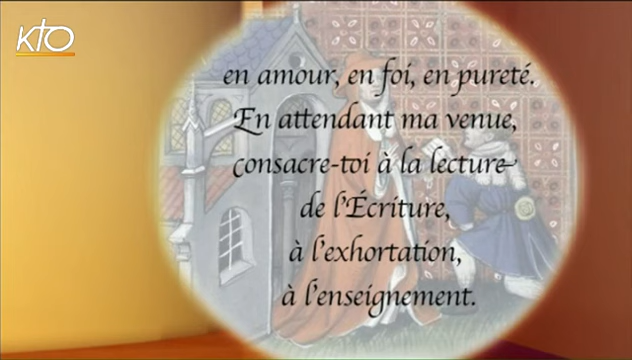 KTO
en amour, en foi, en pureté.
En attendant ma venue,
consacre-toi à la lecture
de l'Écriture,
à l'exhortation,
à l'enseignement.